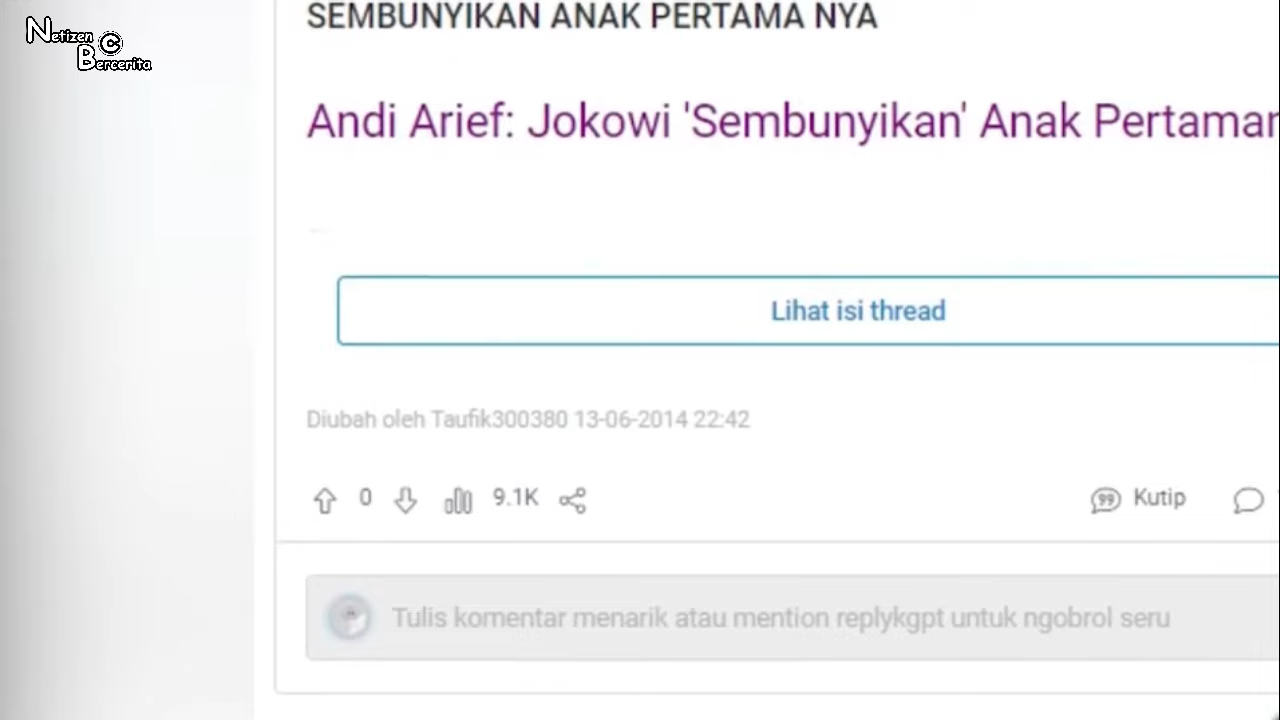 Netizen ©
Bercerita
SEMBUNYIKAN ANAK PERTAMA NYA
Andi Arief: Jokowi 'Sembunyikan' Anak Pertamar
Lihat isi thread
Diubah oleh Taufik300380 13-06-2014 22:42
0 9.1K Kutip
Tulis komentar menarik atau mention replykgpt untuk ngobrol seru